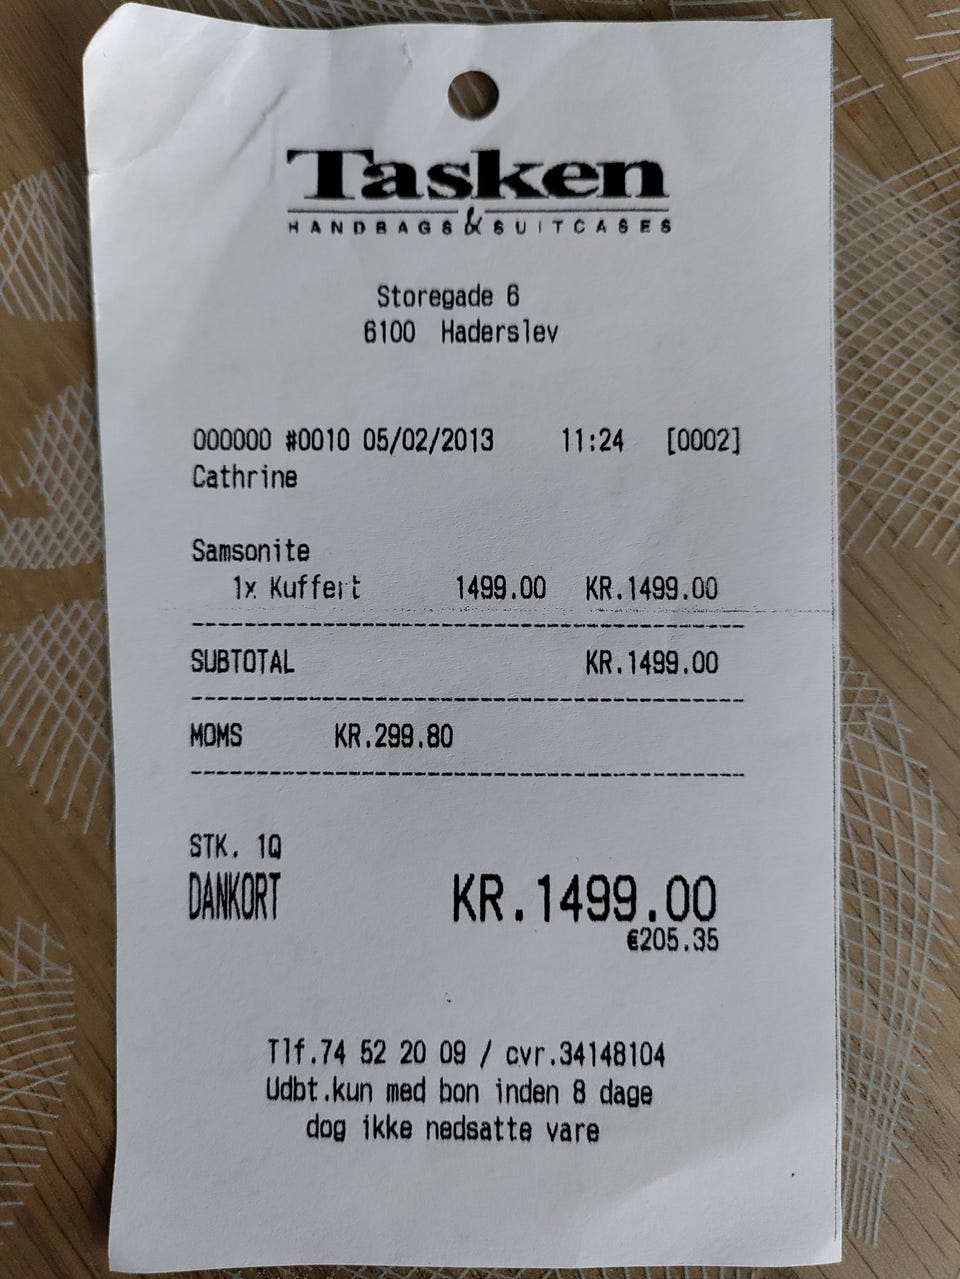 Tasken
HANDBAGS & SUITCASES
Storegade 6
6100 Haderslev
000000 #0010 05/02/2013 11:24 [0002]
Cathrine
Samsonite
1x Kuffert 1499.00 KR.1499.00
SUBTOTAL KR.1499.00
MOMS KR.299.80
STK. 1Q
DANKORT KR.1499.00
€205.35
Tlf.74 52 20 09 / cvr.34148104
Udbt.kun med bon inden 8 dage
dog ikke nedsatte vare